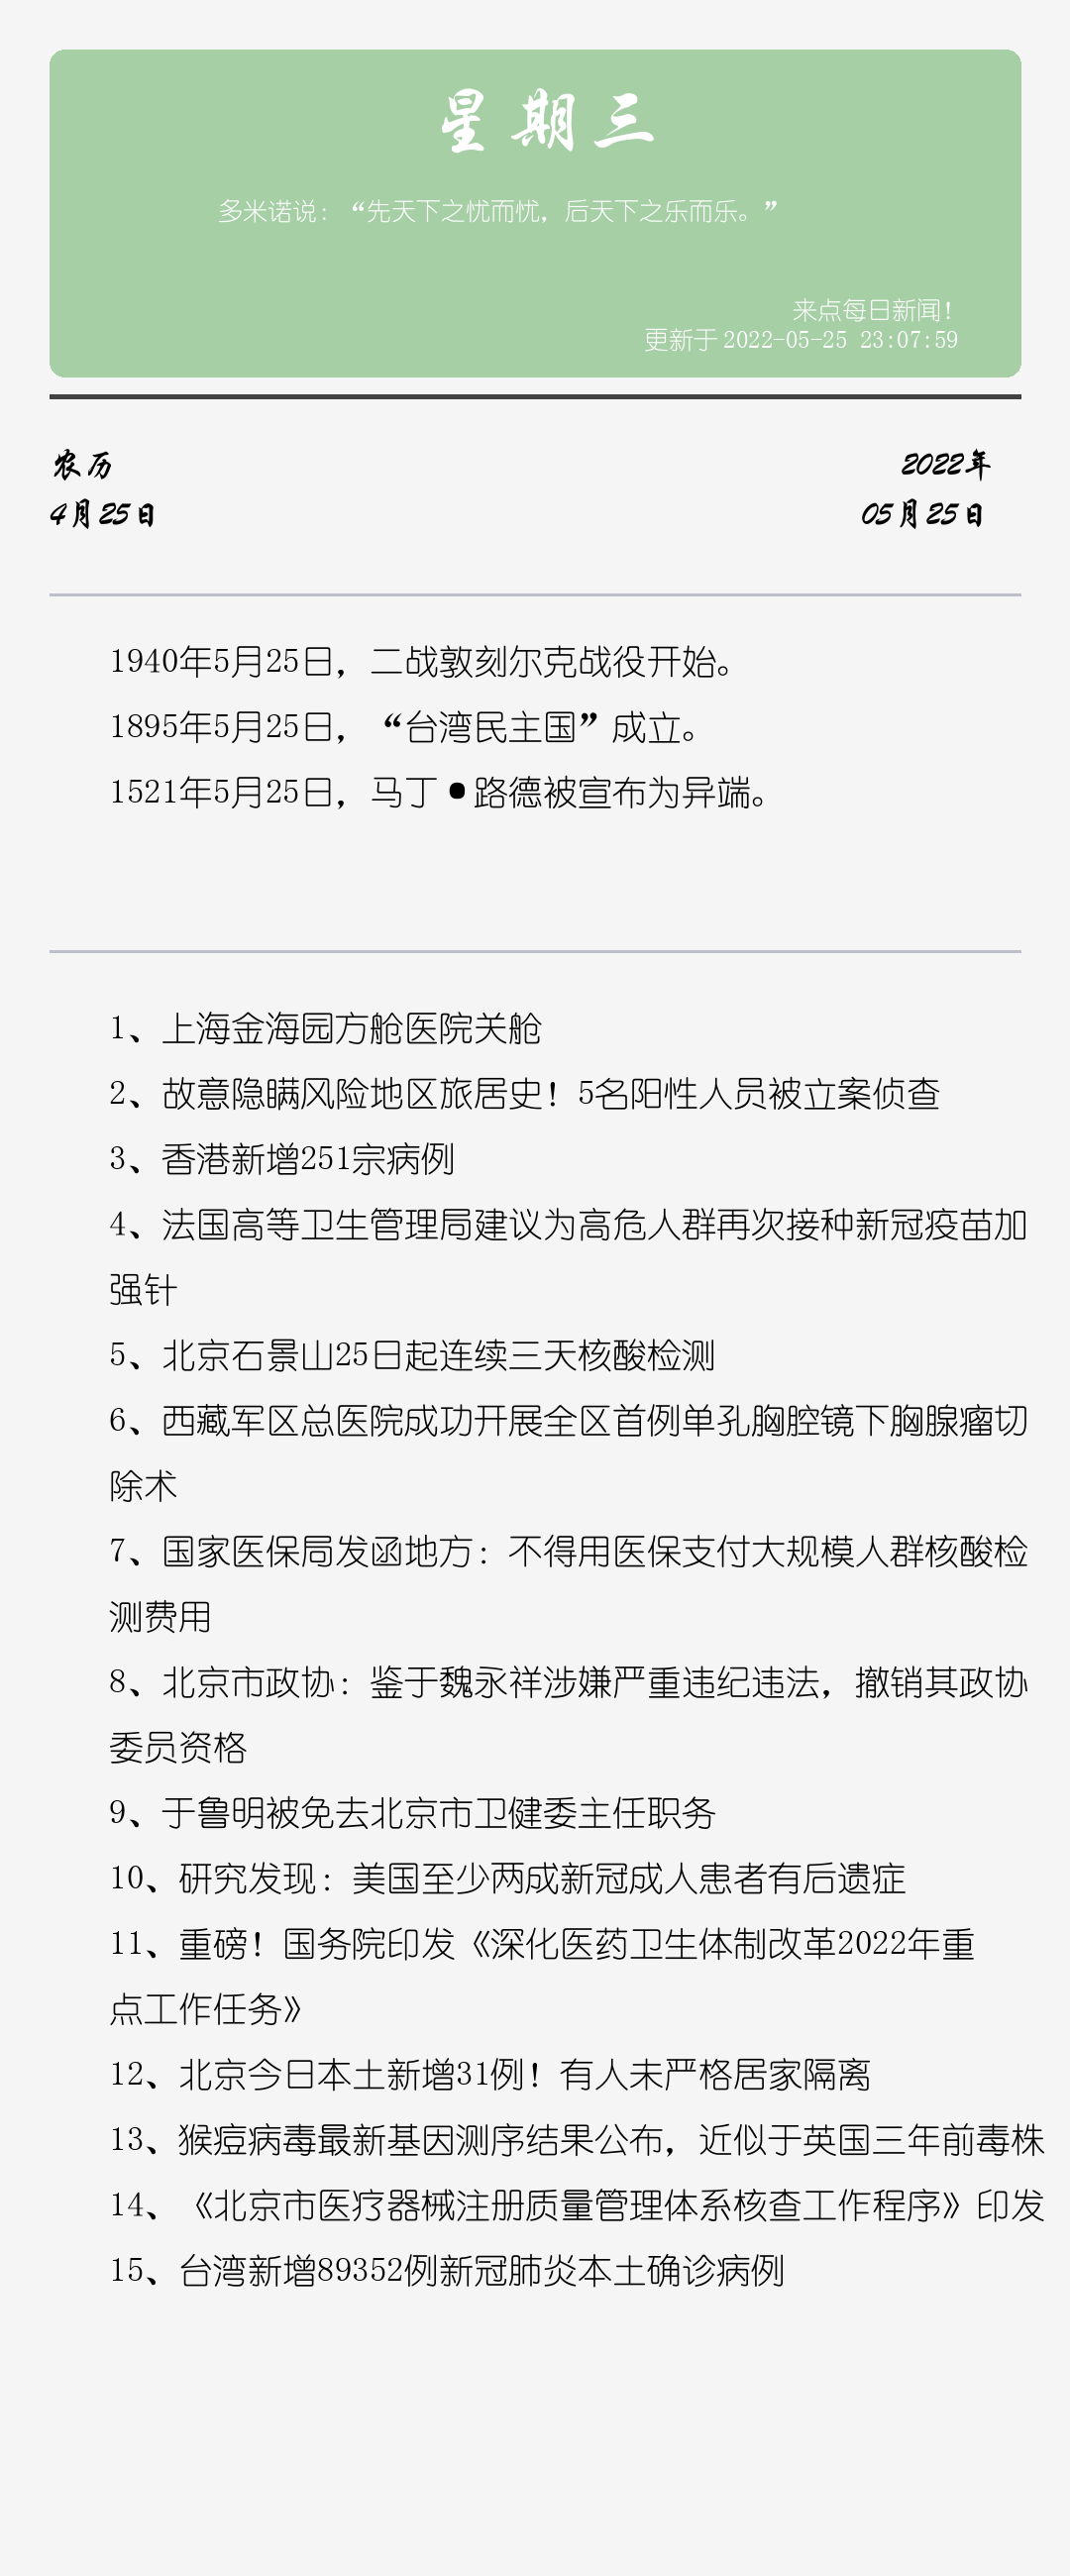 星期三
多米诺说：“先天下之忧而忧，后天下之乐而乐。”
来点每日新闻！
更新于2022-05-25 23:07:59
农历
2022年
4月25日
05月25日
1940年5月25日，二战敦刻尔克战役开始。
1895年5月25日，“台湾民主国”成立。
1521年5月25日，马丁•路德被宣布为异端。
1、上海金海园方舱医院关舱
2、故意隐瞒风险地区旅居史！5名阳性人员被立案侦查
3、香港新增251宗病例
4、法国高等卫生管理局建议为高危人群再次接种新冠疫苗加
强针
5、北京石景山25日起连续三天核酸检测
6、西藏军区总医院成功开展全区首例单孔胸腔镜下胸腺瘤切
除术
7、国家医保局发函地方：不得用医保支付大规模人群核酸检
测费用
8、北京市政协：鉴于魏永祥涉嫌严重违纪违法，撤销其政协
委员资格
9、于鲁明被免去北京市卫健委主任职务
10、研究发现：美国至少两成新冠成人患者有后遗症
11、重磅！国务院印发《深化医药卫生体制改革2022年重
点工作任务》
12、北京今日本土新增31例！有人未严格居家隔离
13、猴痘病毒最新基因测序结果公布，近似于英国三年前毒株
14、《北京市医疗器械注册质量管理体系核查工作程序》印发
15、台湾新增89352例新冠肺炎本土确诊病例